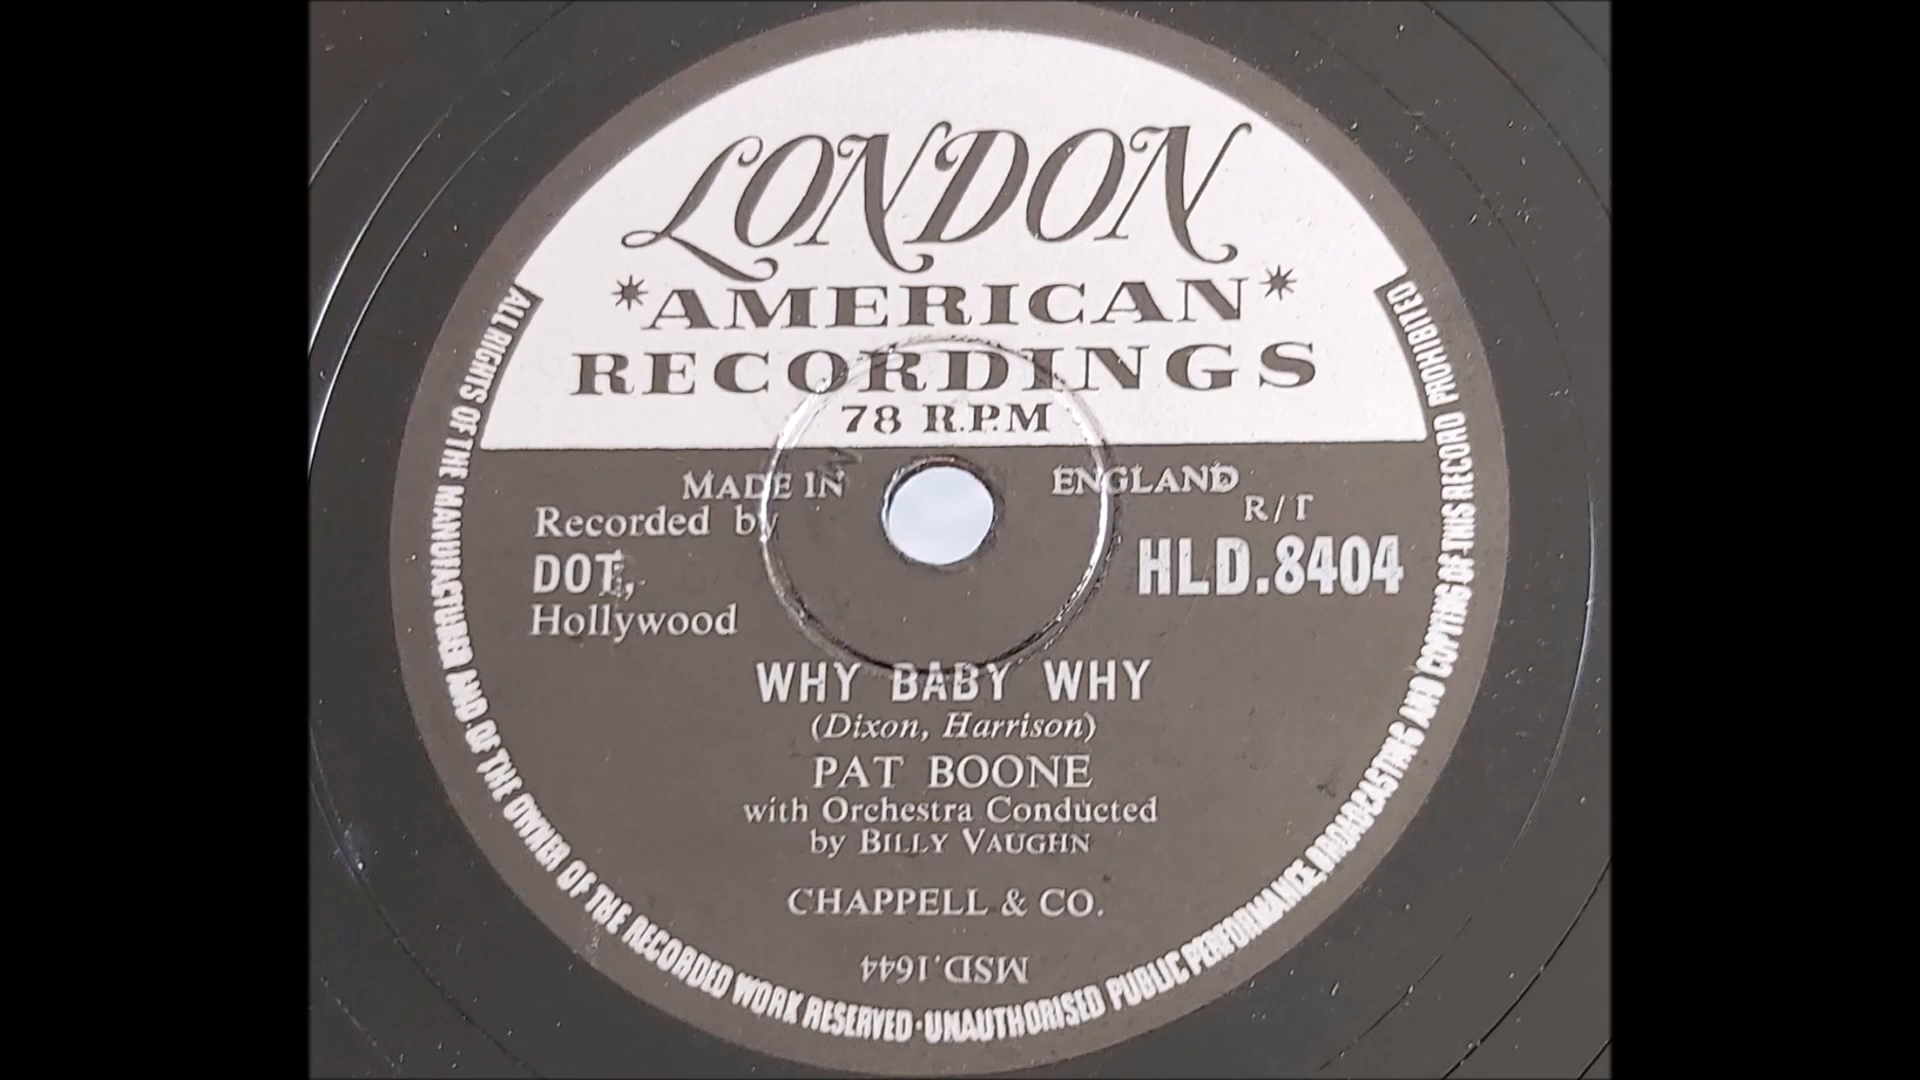 LONDON
*AMERICAN*
RECORDINGS
78 R.P.M
MADE IN ENGLAND
R/T
Recorded by
DOT,
Hollywood
HLD.8404
WHY BABY WHY
(Dixon, Harrison)
PAT BOONE
with Orchestra Conducted
by BILLY VAUGHN
CHAPPELL & CO.
MSD.1644
ALL RIGHTS OF THE MANUFACTURER AND OF THE OWNER OF THE RECORDED WORK RESERVED·UNAUTHORISED PUBLIC PERFORMANCE, BROADCASTING AND COPYING OF THIS RECORD PROHIBITED